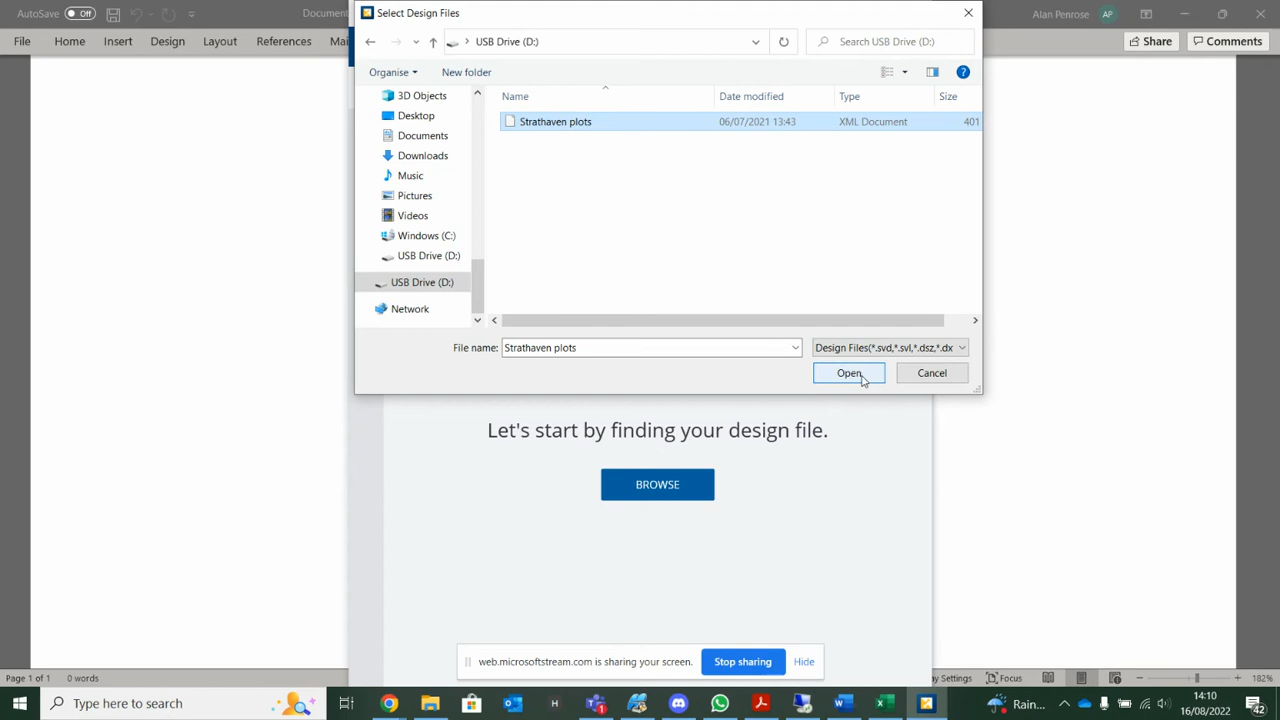 AutoSave Off Document Alan Penrose AP
Select Design Files
File Home Insert Design Layout References Mai Share Comments
USB Drive (D:) Search USB Drive (D:)
Organise New folder
Name Date modified Type Size
3D Objects
Desktop
Documents
Downloads
Music
Pictures
Videos
Windows (C:)
USB Drive (D:)
USB Drive (D:)
Network
Strathaven plots 06/07/2021 13:43 XML Document 401
File name: Strathaven plots Design Files(*.svd,*.svl,*.dsz,*.dx
Open Cancel
Let's start by finding your design file.
BROWSE
web.microsoftstream.com is sharing your screen. Stop sharing Hide
Page 1 of 1 0 words ay Settings Focus 182%
Type here to search Rain... 14:10
16/08/2022 42